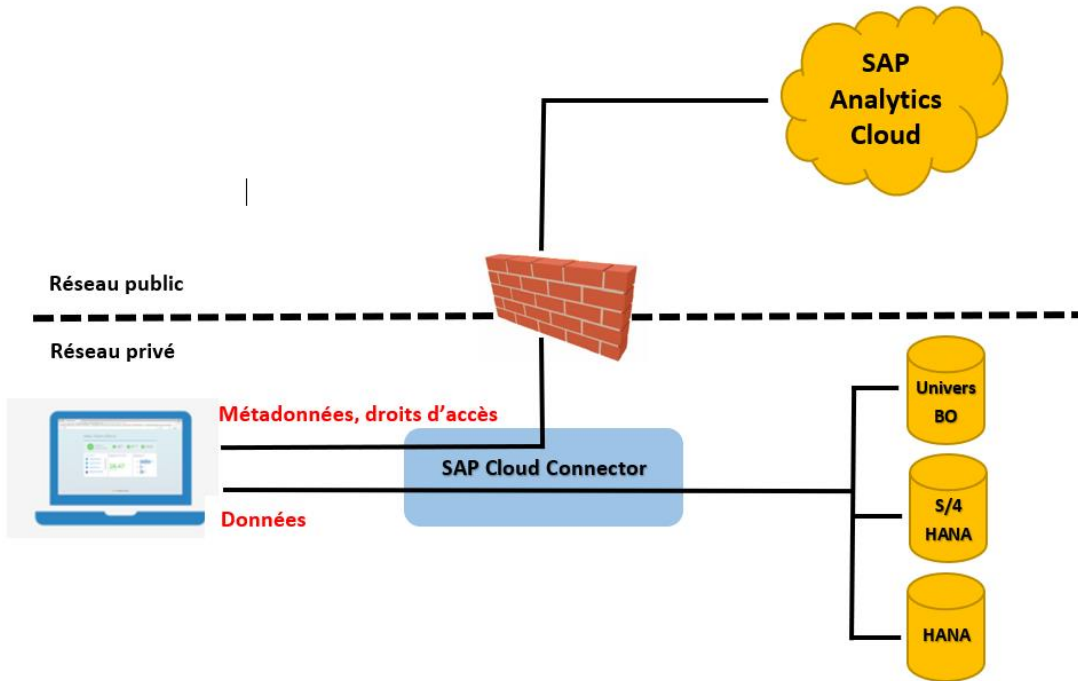 SAP
Analytics
Cloud
Réseau public
Réseau privé
Métadonnées, droits d'accès
SAP Cloud Connector
Données
Univers
BO
S/4
HANA
HANA